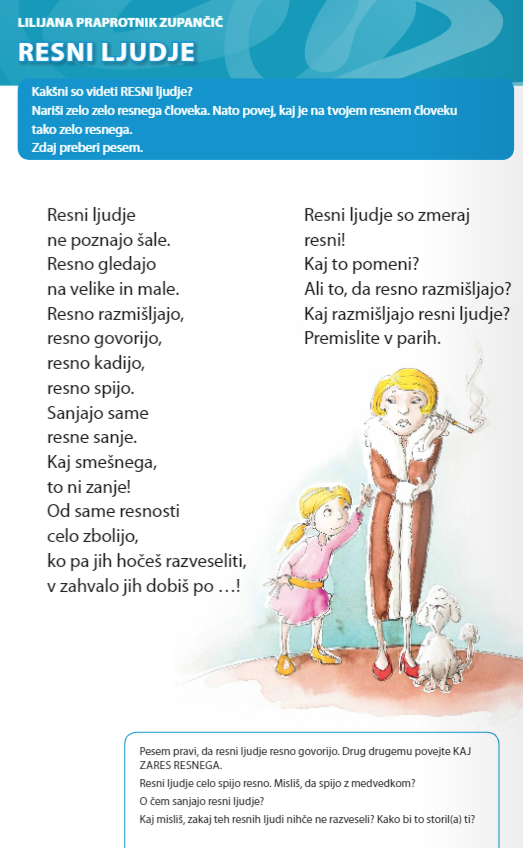 LILIJANA PRAPROTNIK ZUPANČIČ
RESNI LJUDJE
Kakšni so videti RESNI ljudje?
Nariši zelo zelo resnega človeka. Nato povej, kaj je na tvojem resnem človeku
tako zelo resnega.
Zdaj preberi pesem.
Resni ljudje
ne poznajo šale.
Resno gledajo
na velike in male.
Resno razmišljajo,
resno govorijo,
resno kadijo,
resno spijo.
Sanjajo same
resne sanje.
Kaj smešnega,
to ni zanje!
Od same resnosti
celo zbolijo,
ko pa jih hočeš razveseliti,
v zahvalo jih dobiš po …!
Resni ljudje so zmeraj
resni!
Kaj to pomeni?
Ali to, da resno razmišljajo?
Kaj razmišljajo resni ljudje?
Premislite v parih.
Pesem pravi, da resni ljudje resno govorijo. Drug drugemu povejte KAJ
ZARES RESNEGA.
Resni ljudje celo spijo resno. Misliš, da spijo z medvedkom?
O čem sanjajo resni ljudje?
Kaj misliš, zakaj teh resnih ljudi nihče ne razveseli? Kako bi to storil(a) ti?